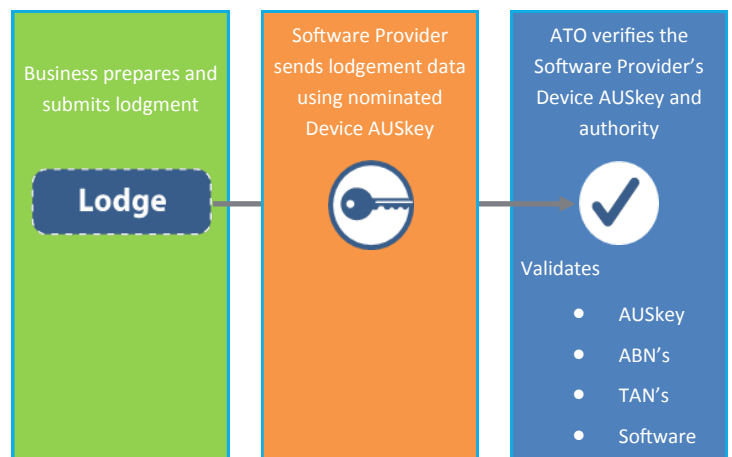 Business prepares and
submits lodgment
Lodge
Software Provider
sends lodgement data
using nominated
Device AUSkey
ATO verifies the
Software Provider's
Device AUSkey and
authority
Validates
• AUSkey
• ABN's
• TAN's
• Software